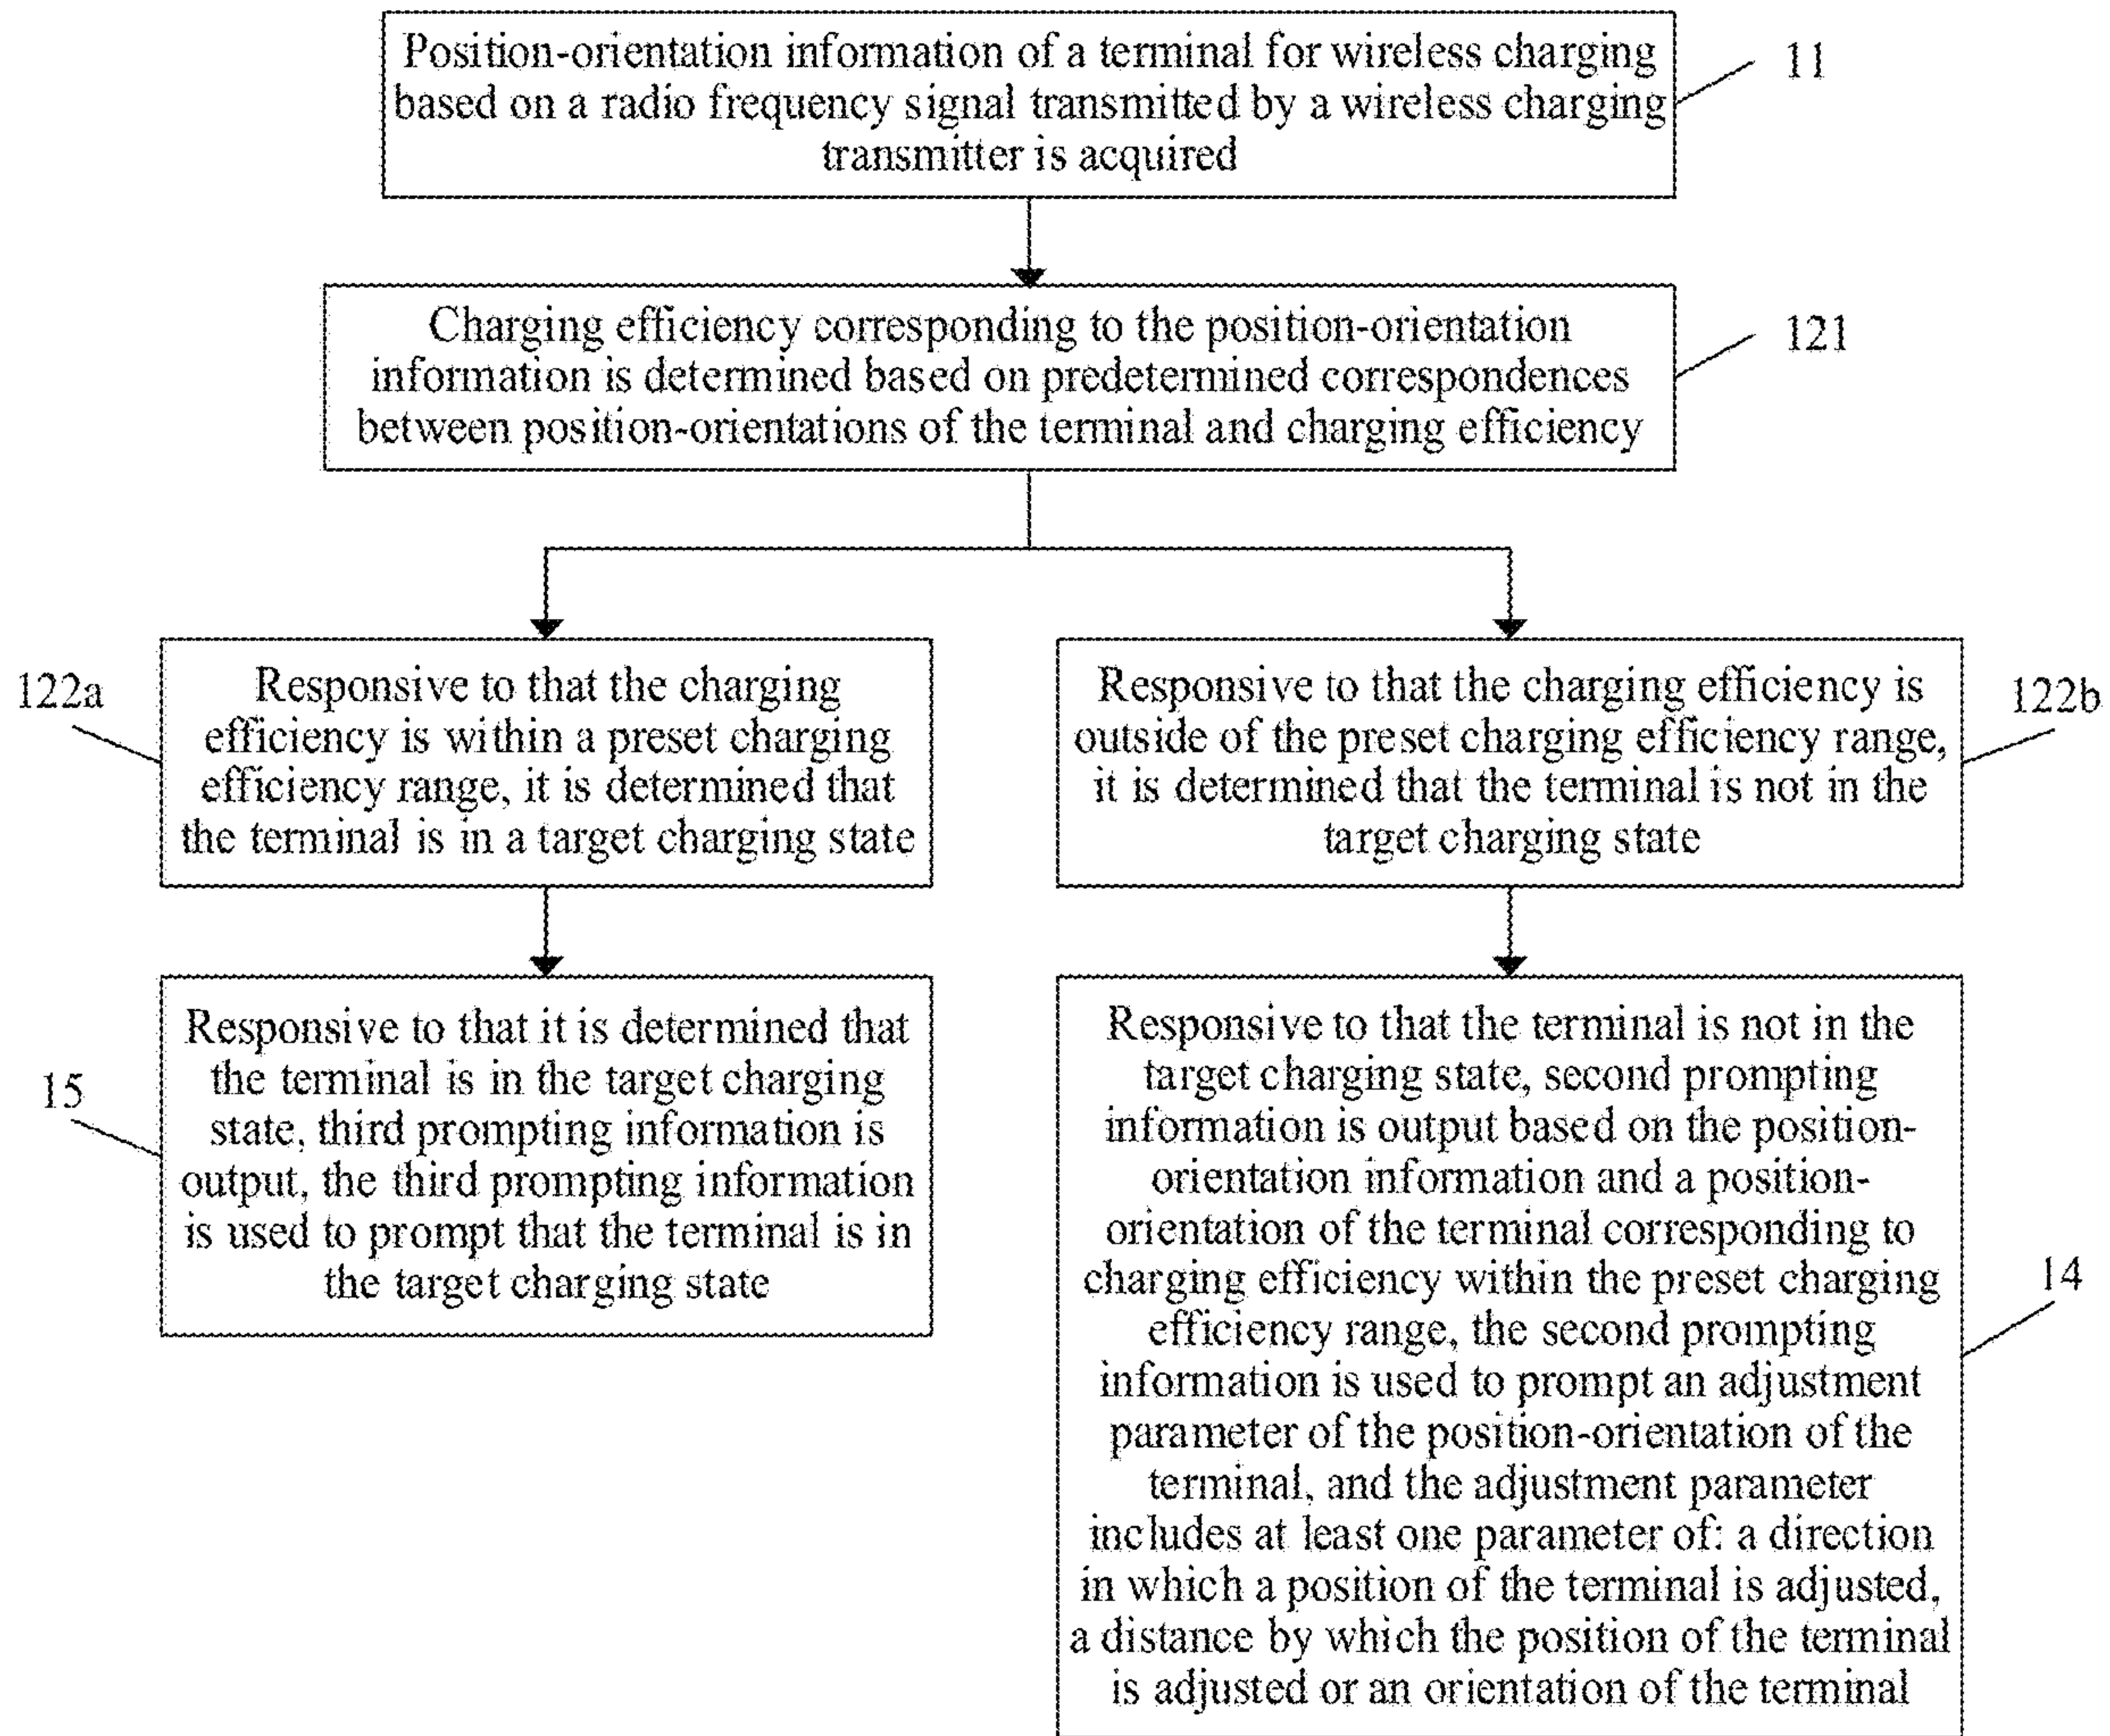 Position-orientation information of a terminal for wireless charging
based on a radio frequency signal transmitted by a wireless charging
transmitter is acquired
11
Charging efficiency corresponding to the position-orientation
information is determined based on predetermined correspondences
between position-orientations of the terminal and charging efficiency
121
122a
Responsive to that the charging
efficiency is within a preset charging
efficiency range, it is determined that
the terminal is in a target charging state
Responsive to that the charging efficiency is
outside of the preset charging efficiency range,
it is determined that the terminal is not in the
target charging state
122b
15
Responsive to that it is determined that
the terminal is in the target charging
state, third prompting information is
output, the third prompting information
is used to prompt that the terminal is in
the target charging state
Responsive to that the terminal is not in the
target charging state, second prompting
information is output based on the position-
orientation information and a position-
orientation of the terminal corresponding to
charging efficiency within the preset charging
efficiency range, the second prompting
information is used to prompt an adjustment
parameter of the position-orientation of the
terminal, and the adjustment parameter
includes at least one parameter of: a direction
in which a position of the terminal is adjusted,
a distance by which the position of the terminal
is adjusted or an orientation of the terminal
14